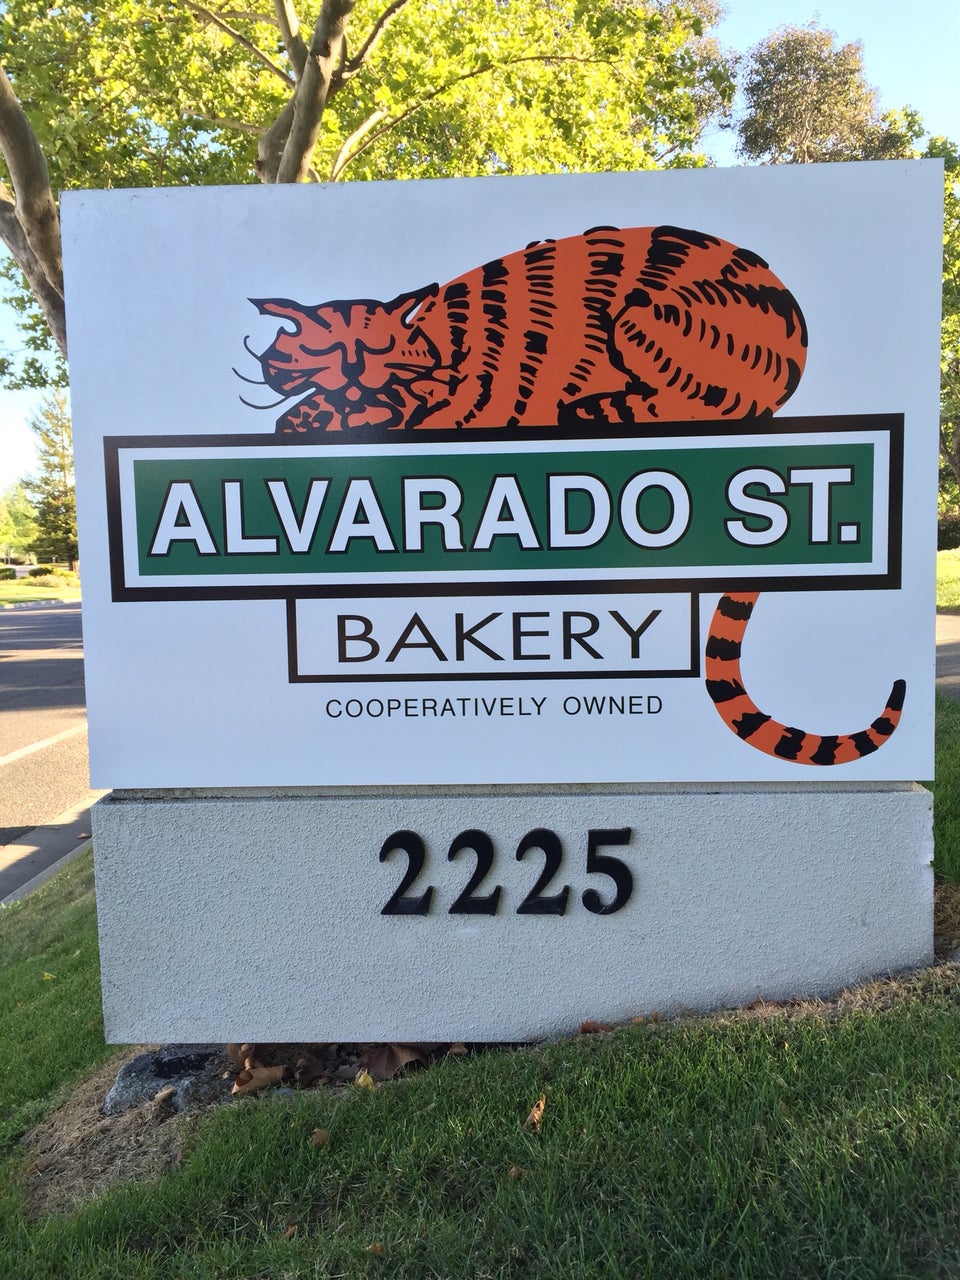 ALVARADO ST.
BAKERY
COOPERATIVELY OWNED
2225